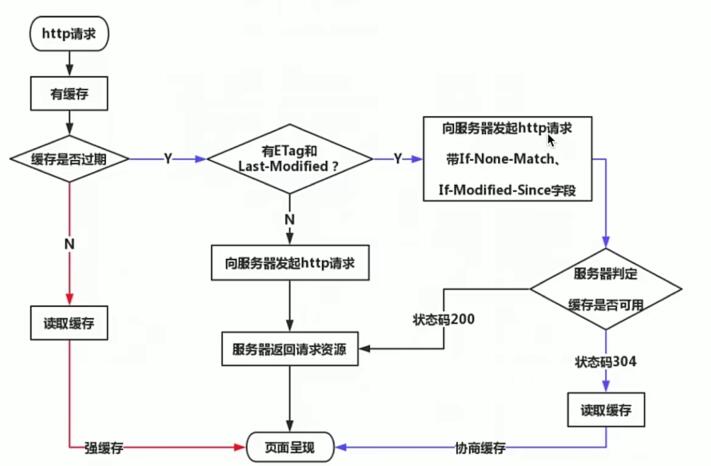 http请求
有缓存
缓存是否过期
Y
有ETag和
Last-Modified？
Y
向服务器发起http请求
带If-None-Match、
If-Modified-Since字段
N
N
向服务器发起http请求
服务器判定
缓存是否可用
读取缓存
状态码200
服务器返回请求资源
状态码304
读取缓存
强缓存
页面呈现
协商缓存